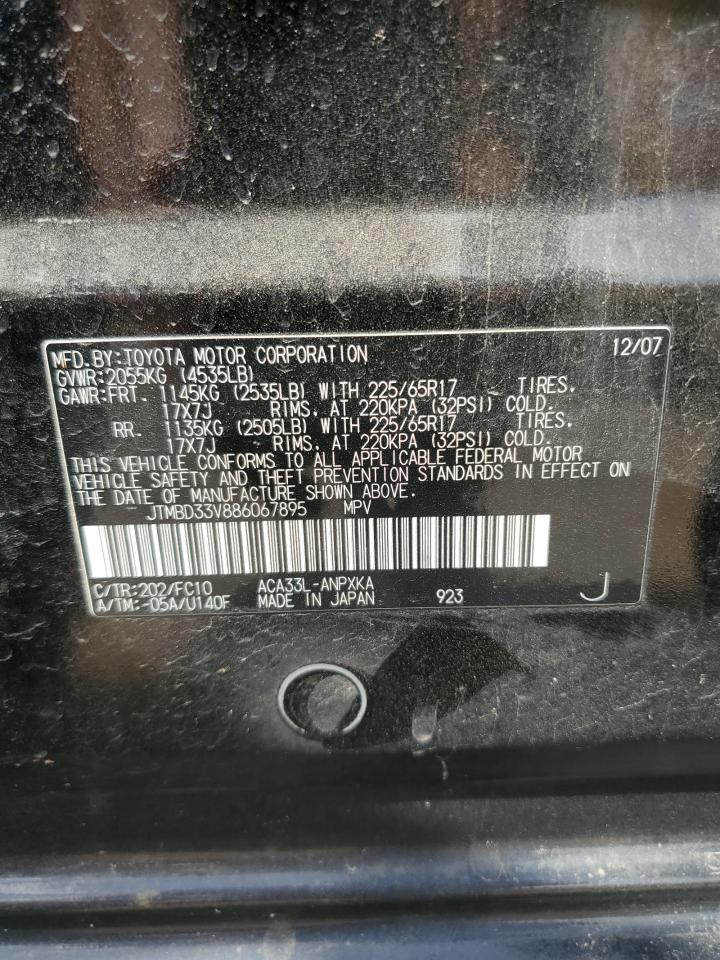 MFD.BY:TOYOTA MOTOR CORPORATION 12/07
GVWR:2055KG (4535LB)
GAWR:FRT. 1145KG (2535LB) WITH 225/65R17 - TIRES.
17X7J - RIMS, AT 220KPA (32PSI) COLD.
RR. 1135KG (2505LB) WITH 225/65R17 - TIRES.
17X7J - RIMS, AT 220KPA (32PSI) COLD.
THIS VEHICLE CONFORMS TO ALL APPLICABLE FEDERAL MOTOR
VEHICLE SAFETY AND THEFT PREVENTION STANDARDS IN EFFECT ON
THE DATE OF MANUFACTURE SHOWN ABOVE.
JTMBD33V886067895 MPV
C/TR:202/FC10 ACA33L-ANPXKA
A/TM:-05A/U140F MADE IN JAPAN 923 J